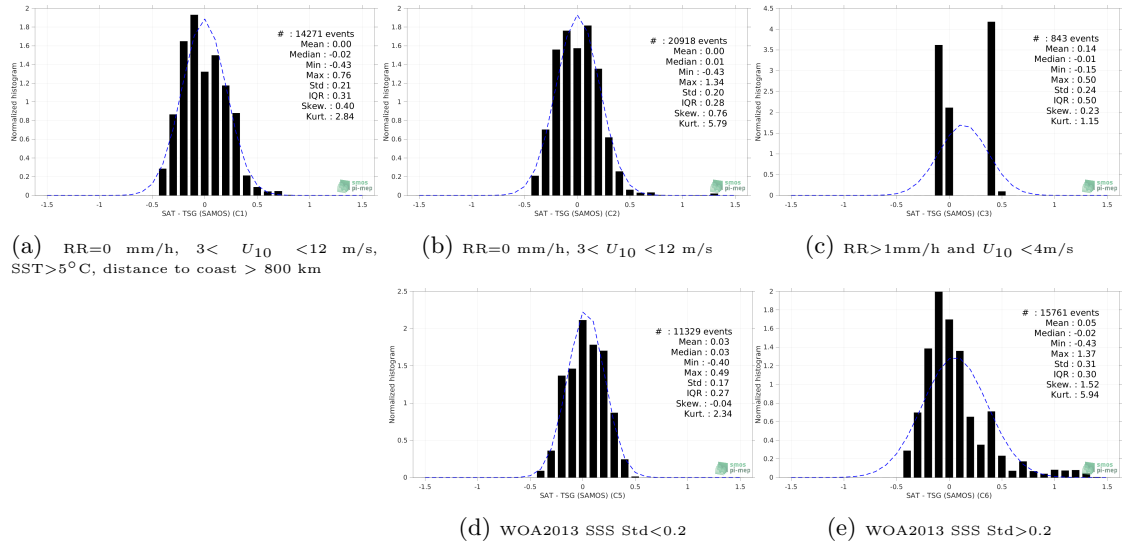 2
1.8
1.6
1.4
1.2
1
0.8
0.6
0.4
0.2
0
Normalized histogram
# : 14271 events
Mean : 0.00
Median : -0.02
Min : -0.43
Max : 0.76
Std : 0.21
IQR : 0.31
Skew. : 0.40
Kurt. : 2.84
smos
pi-mep
-1.5 -1 -0.5 0 0.5 1 1.5
SAT - TSG (SAMOS) (C1)
(a) RR=0 mm/h, 3< U10 <12 m/s,
SST>5°C, distance to coast > 800 km
2
1.8
1.6
1.4
1.2
1
0.8
0.6
0.4
0.2
0
Normalized histogram
# : 20918 events
Mean : 0.00
Median : 0.01
Min : -0.43
Max : 1.34
Std : 0.20
IQR : 0.28
Skew. : 0.76
Kurt. : 5.79
smos
pi-mep
-1.5 -1 -0.5 0 0.5 1 1.5
SAT - TSG (SAMOS) (C2)
(b) RR=0 mm/h, 3< U10 <12 m/s
4.5
4
3.5
3
2.5
2
1.5
1
0.5
0
Normalized histogram
# : 843 events
Mean : 0.14
Median : -0.01
Min : -0.15
Max : 0.50
Std : 0.24
IQR : 0.50
Skew. : 0.23
Kurt. : 1.15
smos
pi-mep
-1.5 -1 -0.5 0 0.5 1 1.5
SAT - TSG (SAMOS) (C3)
(c) RR>1mm/h and U10 <4m/s
2.5
2
1.5
1
0.5
0
Normalized histogram
# : 11329 events
Mean : 0.03
Median : 0.03
Min : -0.40
Max : 0.49
Std : 0.17
IQR : 0.27
Skew. : -0.04
Kurt. : 2.34
smos
pi-mep
-1.5 -1 -0.5 0 0.5 1 1.5
SAT - TSG (SAMOS) (C5)
(d) WOA2013 SSS Std<0.2
2
1.8
1.6
1.4
1.2
1
0.8
0.6
0.4
0.2
0
Normalized histogram
# : 15761 events
Mean : 0.05
Median : -0.02
Min : -0.43
Max : 1.37
Std : 0.31
IQR : 0.30
Skew. : 1.52
Kurt. : 5.94
smos
pi-mep
-1.5 -1 -0.5 0 0.5 1 1.5
SAT - TSG (SAMOS) (C6)
(e) WOA2013 SSS Std>0.2